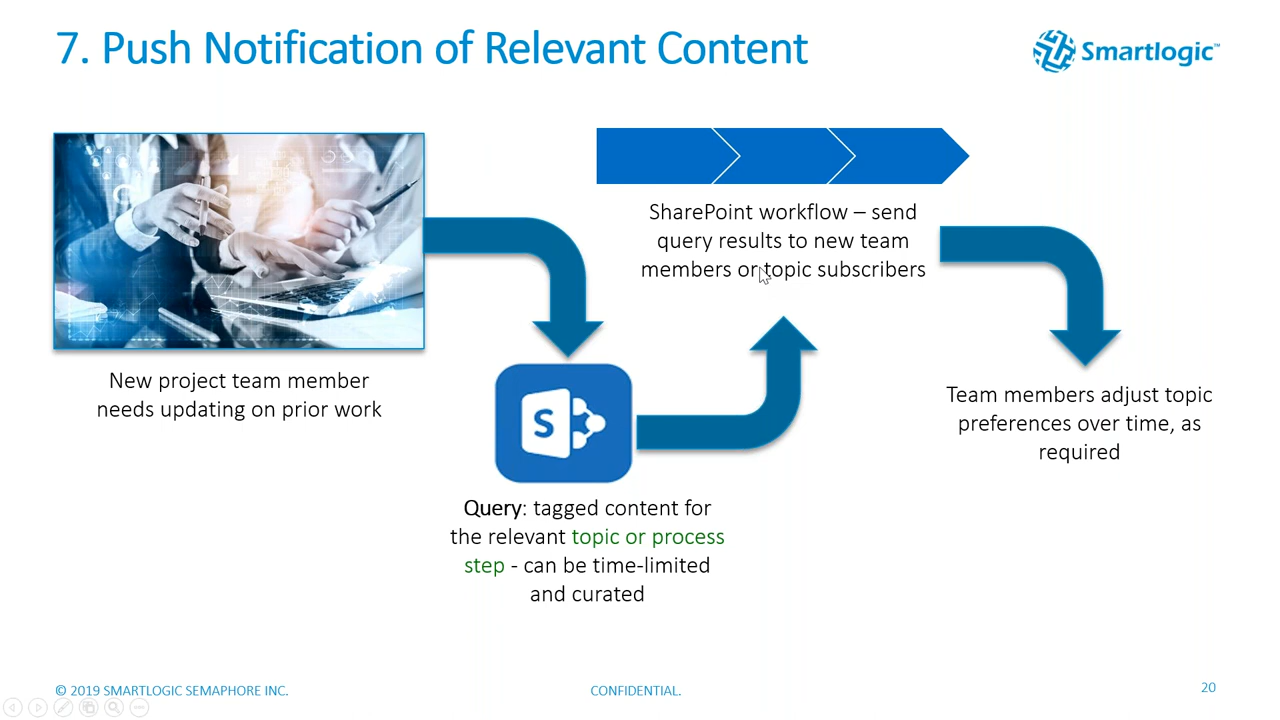 7. Push Notification of Relevant Content
Smartlogic™
SharePoint workflow – send
query results to new team
members or topic subscribers
New project team member
needs updating on prior work
S
Team members adjust topic
preferences over time, as
required
Query: tagged content for
the relevant topic or process
step - can be time-limited
and curated
© 2019 SMARTLOGIC SEMAPHORE INC.
CONFIDENTIAL.
20